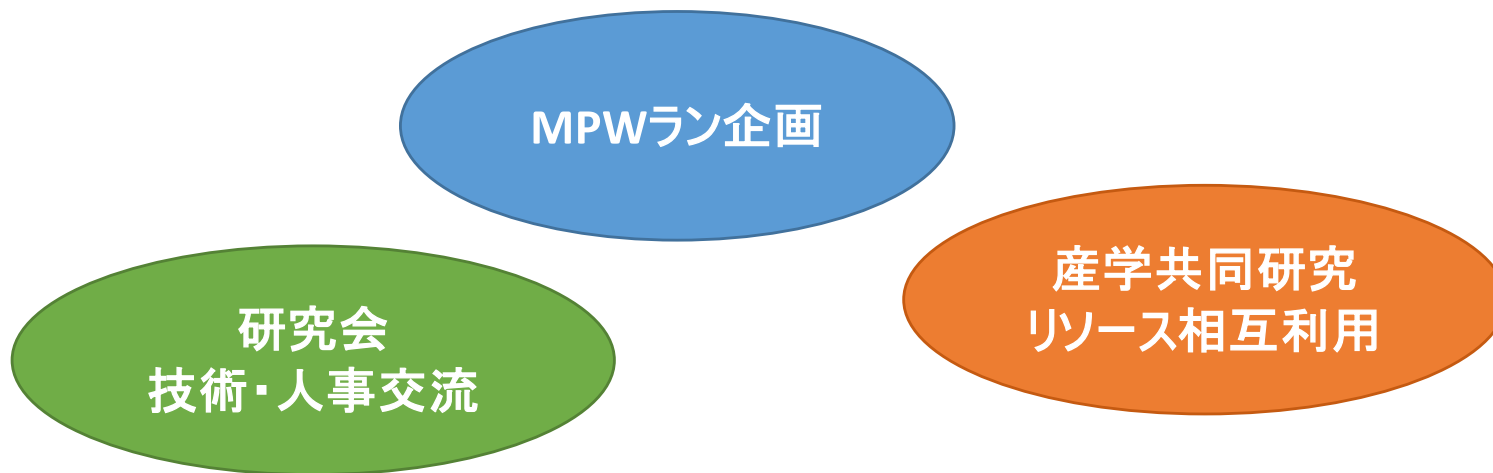 MPWラン企画
産学共同研究
リソース相互利用
研究会
技術・人事交流